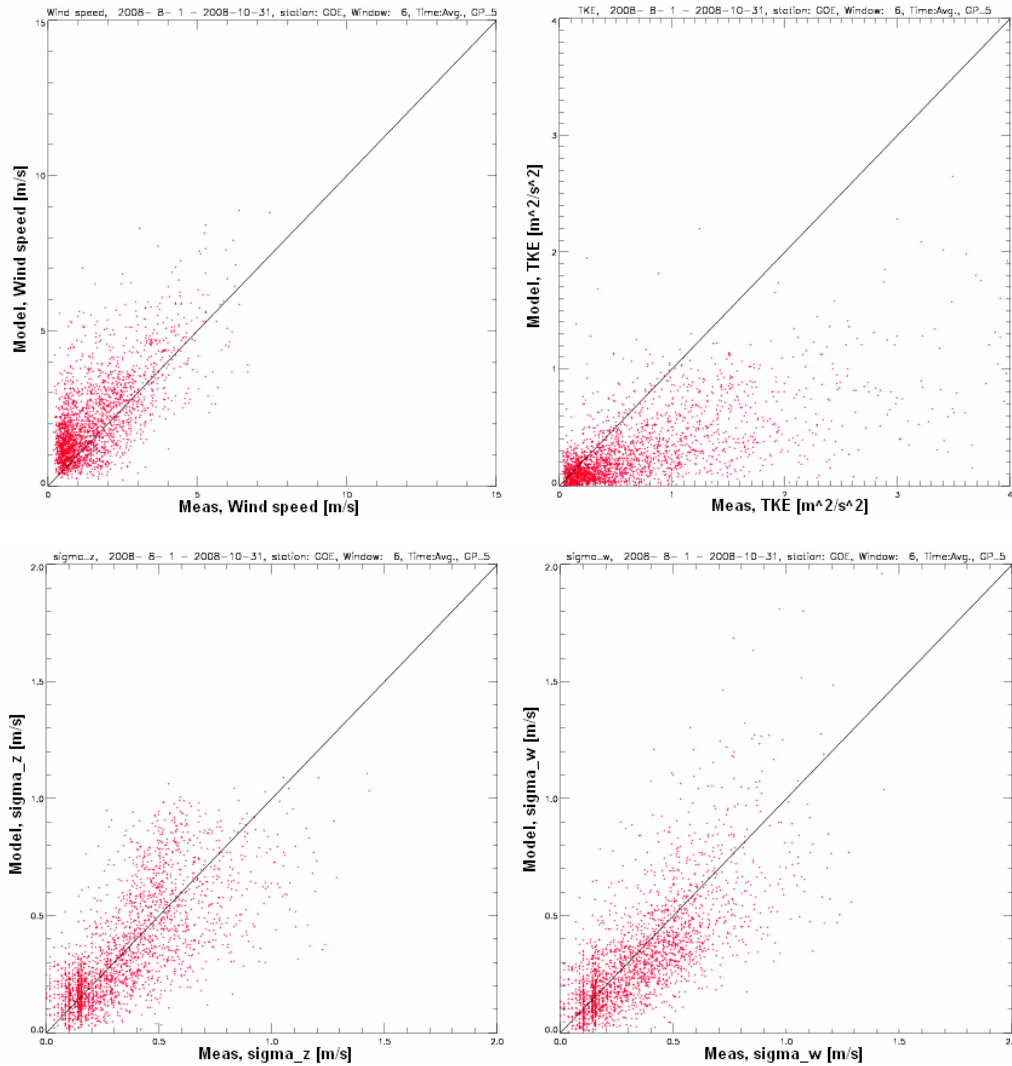 Wind speed, 2008- 8- 1 - 2008-10-31, station: GOE, Window: 6, Time:Avg., GP_5
15
10
5
0
Model, Wind speed [m/s]
0 5 10 15
Meas, Wind speed [m/s]
TKE, 2008- 8- 1 - 2008-10-31, station: GOE, Window: 6, Time:Avg., GP_5
4
3
2
1
0
Model, TKE [m^2/s^2]
0 1 2 3 4
Meas, TKE [m^2/s^2]
sigma_z, 2008- 8- 1 - 2008-10-31, station: GOE, Window: 6, Time:Avg., GP_5
2.0
1.5
1.0
0.5
0.0
Model, sigma_z [m/s]
0.0 0.5 1.0 1.5 2.0
Meas, sigma_z [m/s]
sigma_w, 2008- 8- 1 - 2008-10-31, station: GOE, Window: 6, Time:Avg., GP_5
2.0
1.5
1.0
0.5
0.0
Model, sigma_w [m/s]
0.0 0.5 1.0 1.5 2.0
Meas, sigma_w [m/s]